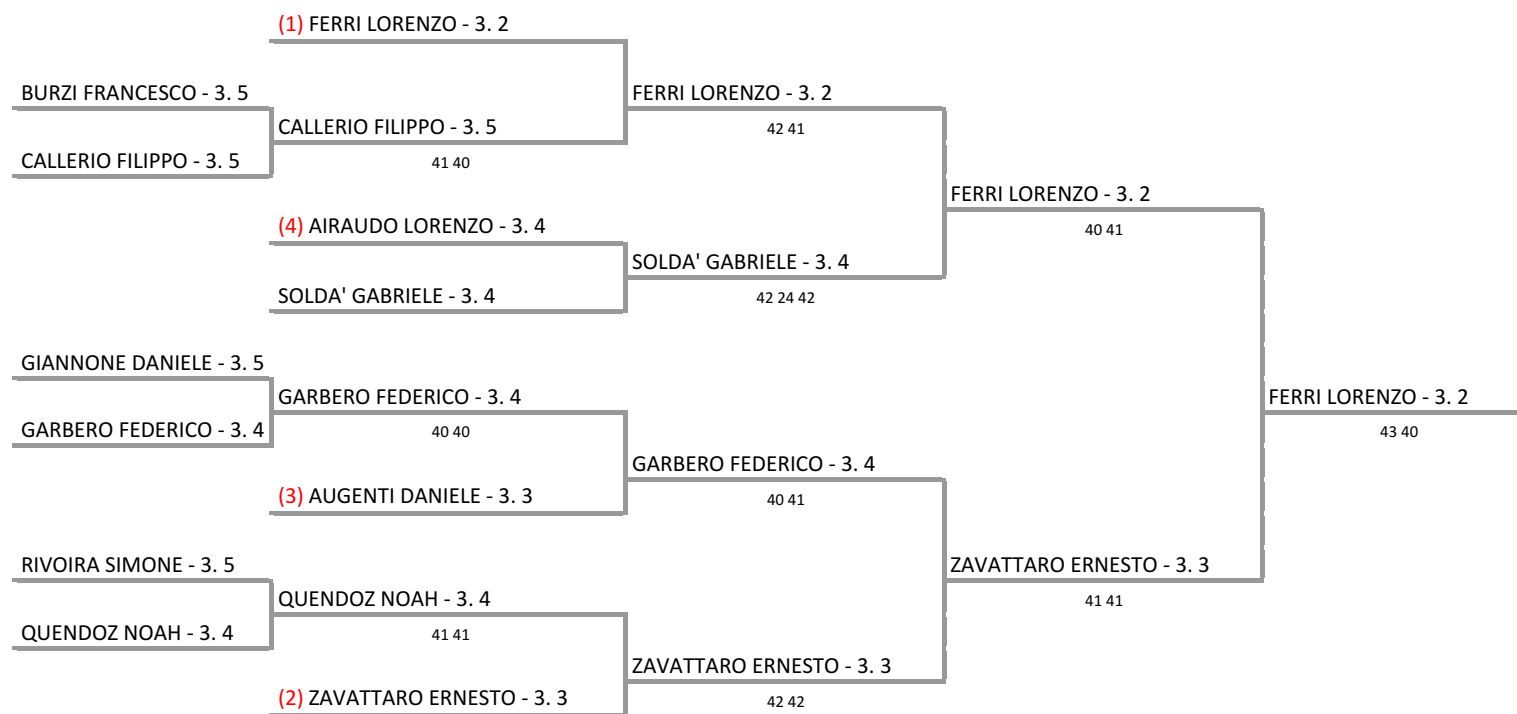 (1) FERRI LORENZO - 3. 2
BURZI FRANCESCO - 3. 5
FERRI LORENZO - 3. 2
CALLERIO FILIPPO - 3. 5
42 41
CALLERIO FILIPPO - 3. 5
41 40
FERRI LORENZO - 3. 2
(4) AIRAUDO LORENZO - 3. 4
40 41
SOLDA' GABRIELE - 3. 4
SOLDA' GABRIELE - 3. 4
42 24 42
GIANNONE DANIELE - 3. 5
GARBERO FEDERICO - 3. 4
FERRI LORENZO - 3. 2
GARBERO FEDERICO - 3. 4
40 40
43 40
GARBERO FEDERICO - 3. 4
(3) AUGENTI DANIELE - 3. 3
40 41
RIVOIRA SIMONE - 3. 5
ZAVATTARO ERNESTO - 3. 3
QUENDOZ NOAH - 3. 4
41 41
QUENDOZ NOAH - 3. 4
41 41
ZAVATTARO ERNESTO - 3. 3
(2) ZAVATTARO ERNESTO - 3. 3
42 42